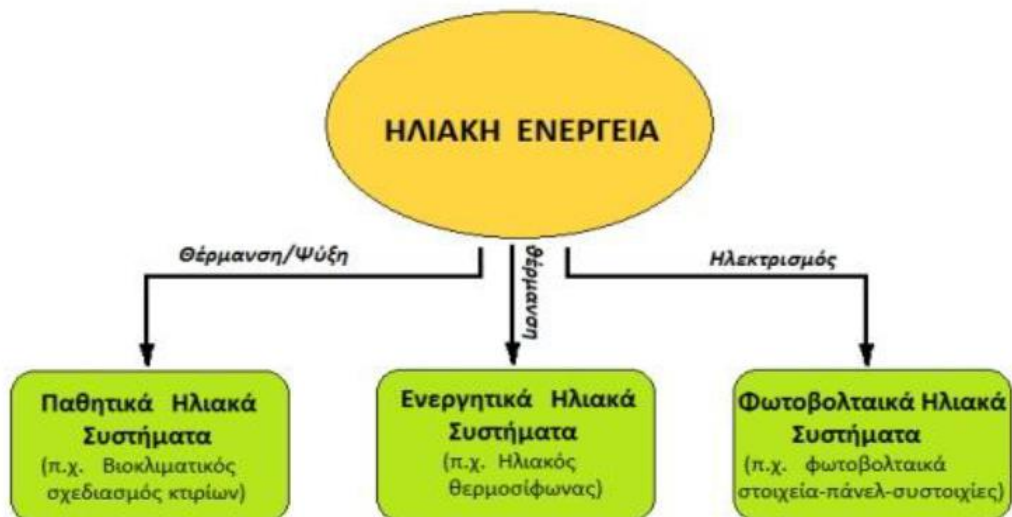 ΗΛΙΑΚΗ ΕΝΕΡΓΕΙΑ
Θέρμανση/Ψύξη
θέρμανση
Ηλεκτρισμός
Παθητικά Ηλιακά
Συστήματα
(π.χ. Βιοκλιματικός
σχεδιασμός κτιρίων)
Ενεργητικά Ηλιακά
Συστήματα
(π.χ. Ηλιακός
θερμοσίφωνας)
Φωτοβολταικά Ηλιακά
Συστήματα
(π.χ. φωτοβολταικά
στοιχεία-πάνελ-συστοιχίες)